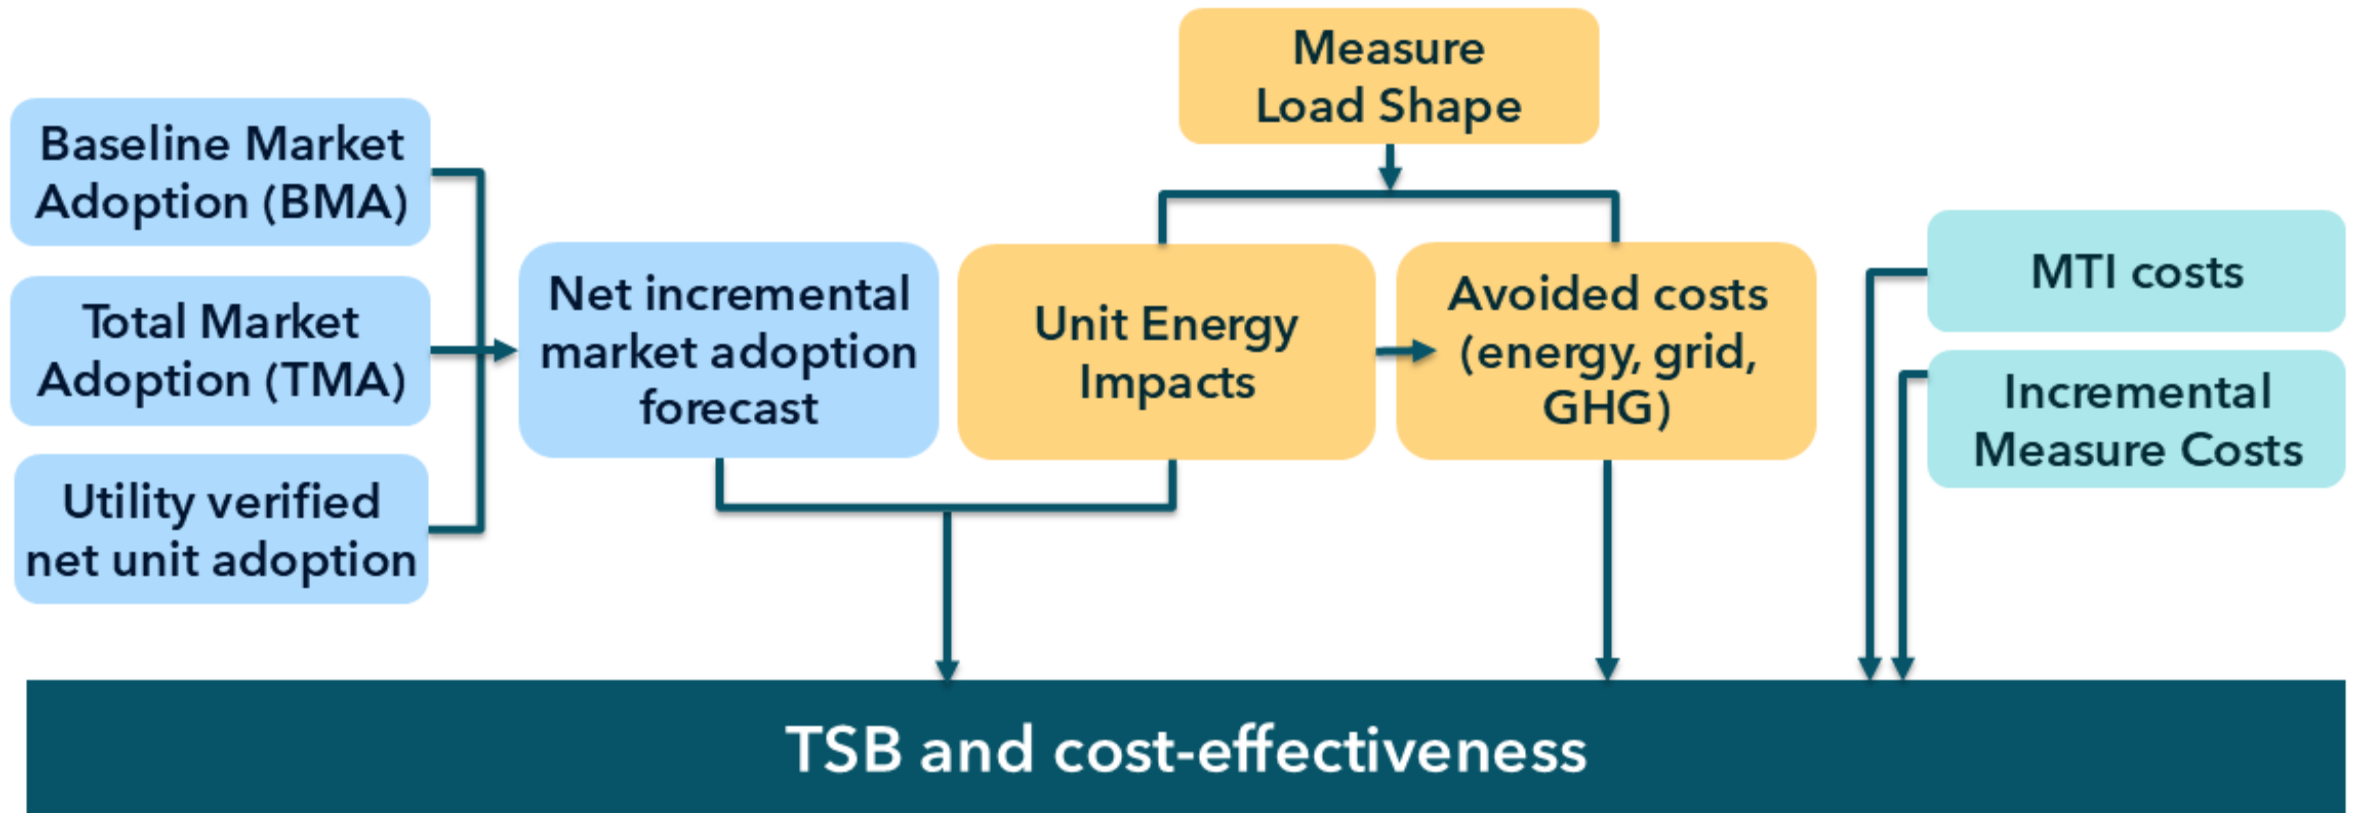 Measure
Load Shape
Baseline Market
Adoption (BMA)
Total Market
Adoption (TMA)
Utility verified
net unit adoption
Net incremental
market adoption
forecast
Unit Energy
Impacts
Avoided costs
(energy, grid,
GHG)
MTI costs
Incremental
Measure Costs
TSB and cost-effectiveness